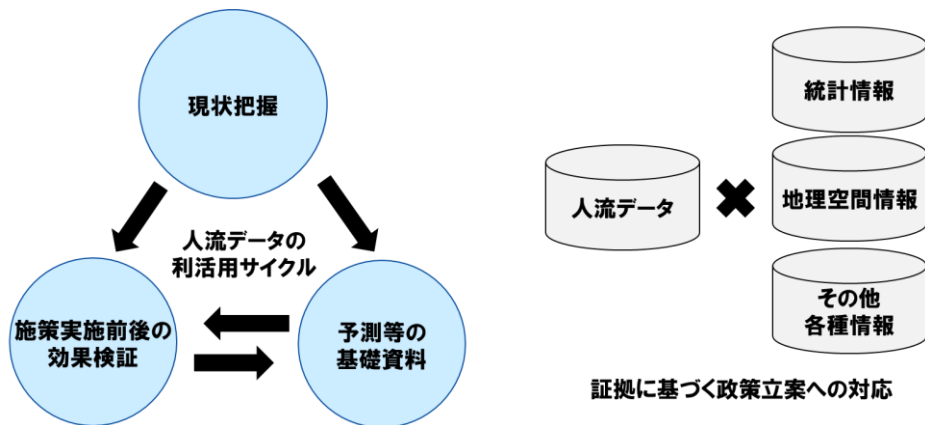 現状把握
人流データの
利活用サイクル
施策実施前後の
効果検証
予測等の
基礎資料
人流データ
統計情報
地理空間情報
その他
各種情報
証拠に基づく政策立案への対応